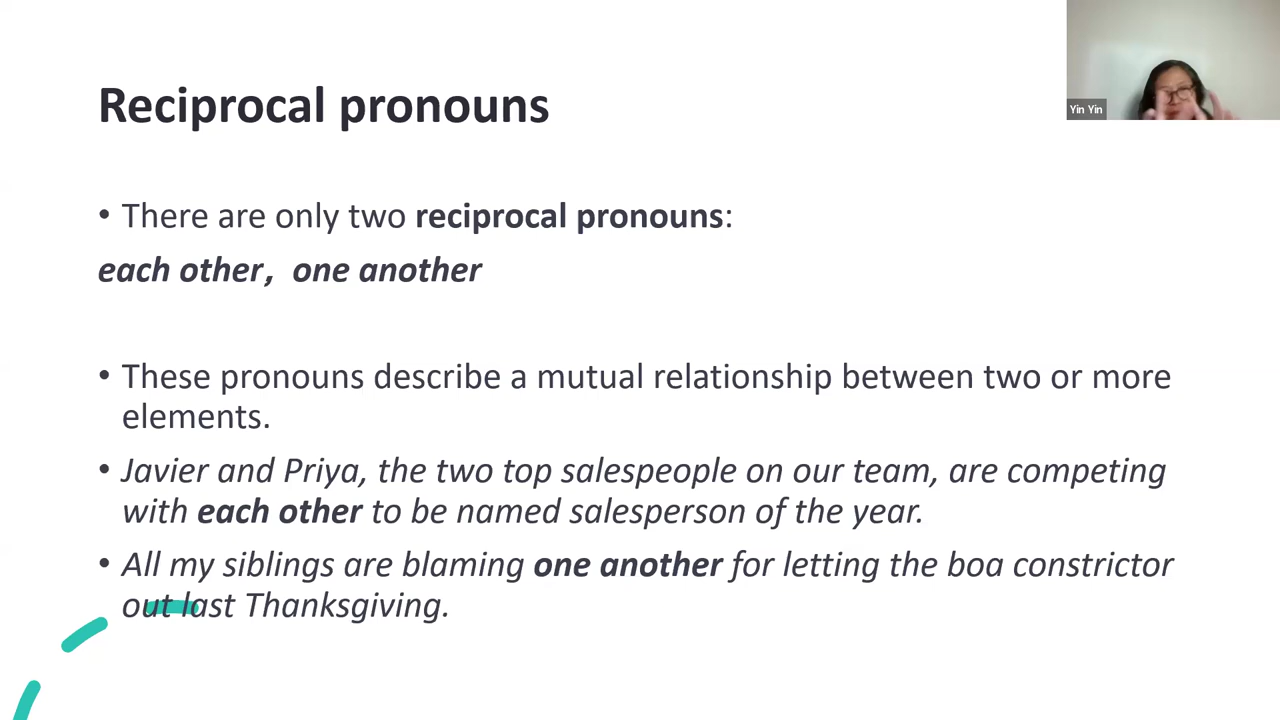 Reciprocal pronouns
Yin Yin
• There are only two reciprocal pronouns:
each other, one another
• These pronouns describe a mutual relationship between two or more
elements.
• Javier and Priya, the two top salespeople on our team, are competing
with each other to be named salesperson of the year.
• All my siblings are blaming one another for letting the boa constrictor
out last Thanksgiving.